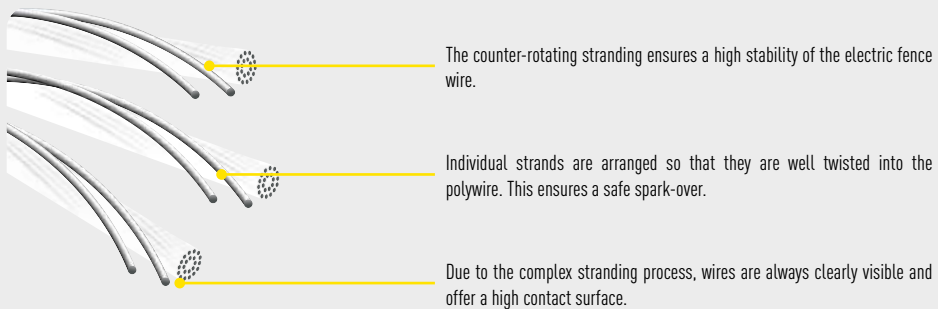 The counter-rotating stranding ensures a high stability of the electric fence
wire.
Individual strands are arranged so that they are well twisted into the
polywire. This ensures a safe spark-over.
Due to the complex stranding process, wires are always clearly visible and
offer a high contact surface.